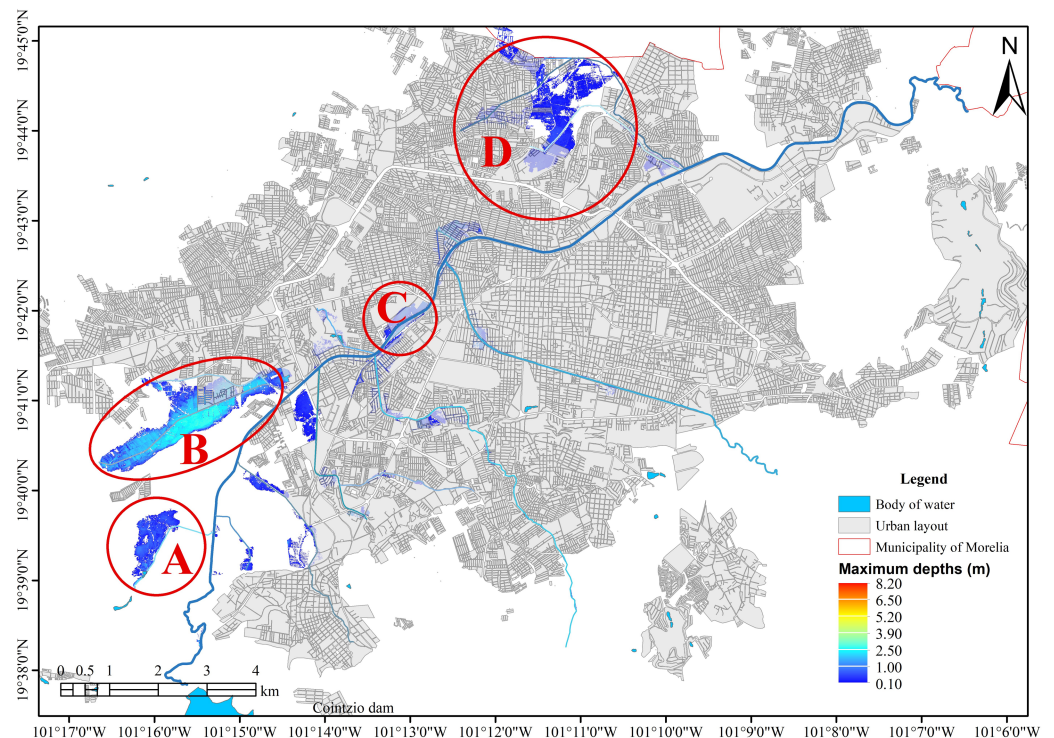 19°45'0"N
19°44'0"N
19°43'0"N
19°42'0"N
19°41'0"N
19°40'0"N
19°39'0"N
19°38'0"N
N
D
C
B
A
Legend
Body of water
Urban layout
Municipality of Morelia
Maximum depths (m)
8.20
6.50
5.20
3.90
2.50
1.00
0.10
0 0.5 1 2 3 4
km
Cointzio dam
101°17'0"W 101°16'0"W 101°15'0"W 101°14'0"W 101°13'0"W 101°12'0"W 101°11'0"W 101°10'0"W 101°9'0"W 101°8'0"W 101°7'0"W 101°6'0"W